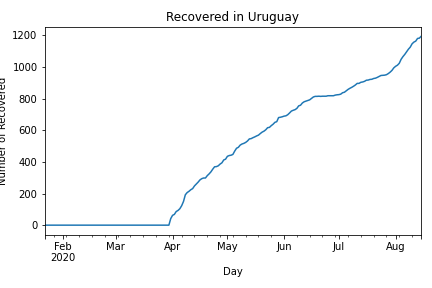 Recovered in Uruguay
1200
1000
800
600
400
200
0
Number of Recovered
Feb
2020
Mar
Apr
May
Jun
Jul
Aug
Day